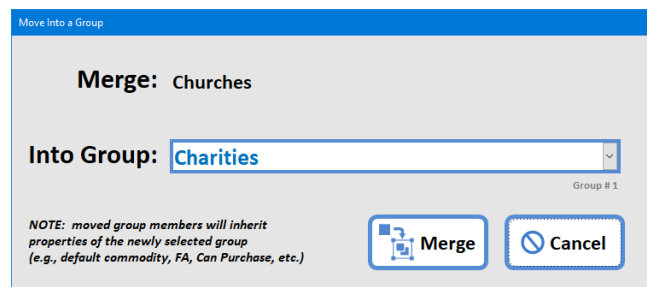 Move Into a Group
Merge: Churches
Into Group: Charities
Group # 1
NOTE: moved group members will inherit
properties of the newly selected group
(e.g., default commodity, FA, Can Purchase, etc.)
Merge
Cancel